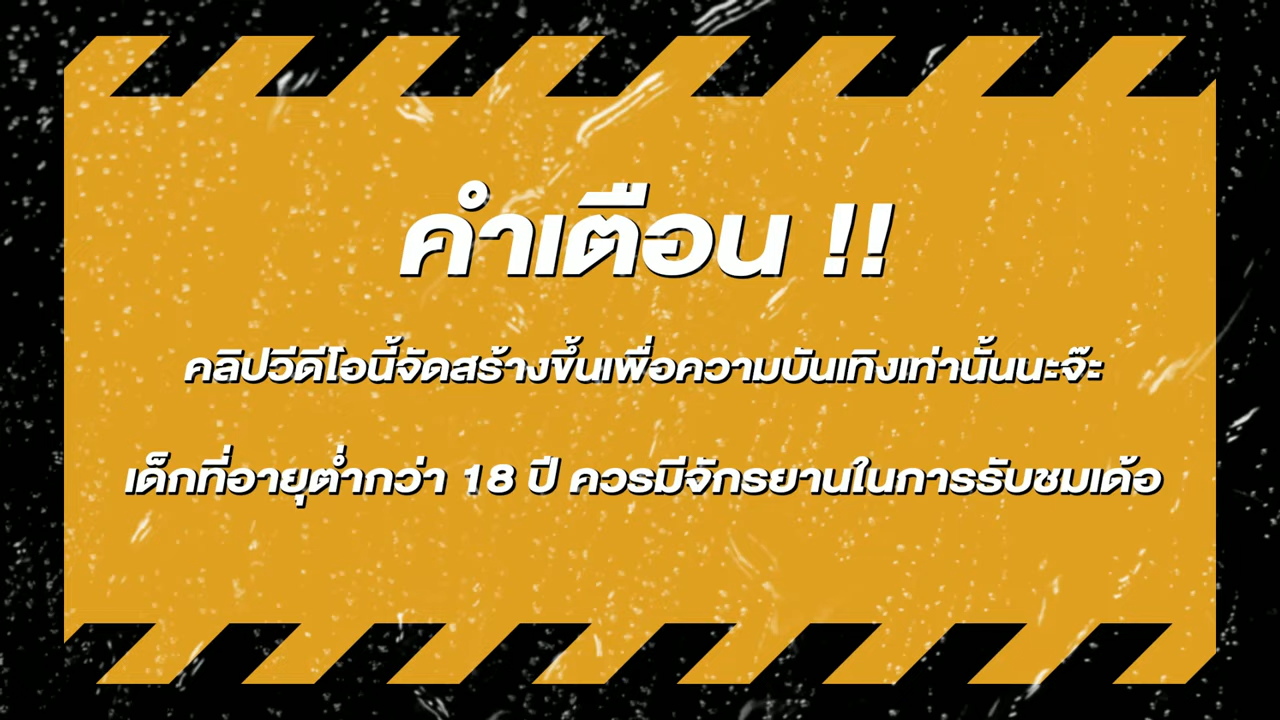 คำเตือน !!
คลิปวีดีโอนี้จัดสร้างขึ้นเพื่อความบันเทิงเท่านั้นนะจ๊ะ
เด็กที่อายุต่ำกว่า 18 ปี ควรมีจักรยานในการรับชมเด้อ